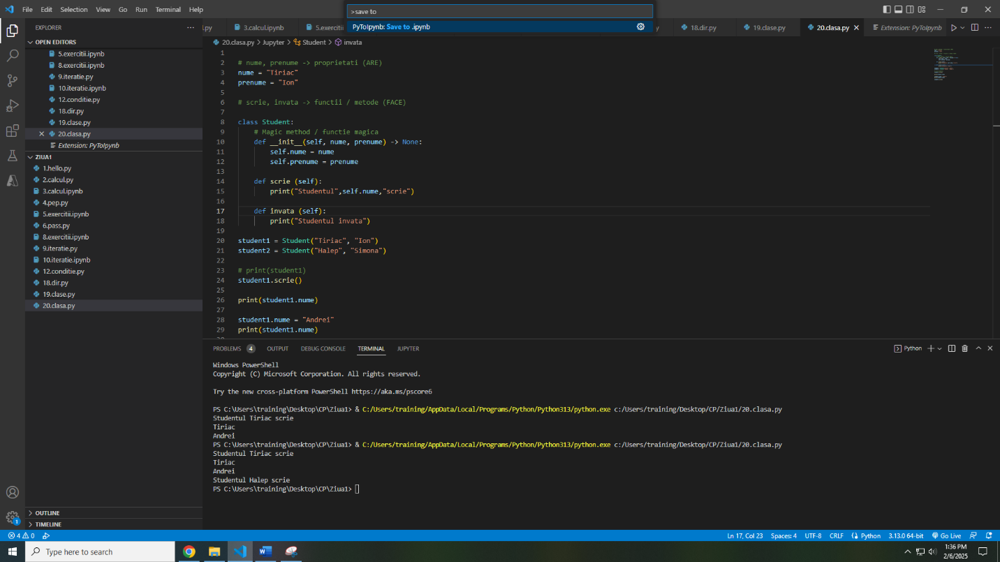 File Edit Selection View Go Run Terminal Help
>save to
PyToIpynb: Save to .ipynb
EXPLORER
OPEN EDITORS
5.exercitii.ipynb
8.exercitii.ipynb
9.iteratie.py
10.iteratie.ipynb
12.conditie.py
18.dir.py
19.clase.py
20.clasa.py
Extension: PyToIpynb
ZIUA1
1.hello.py
2.calcul.py
3.calcul.ipynb
4.pep.py
5.exercitii.ipynb
6.pass.py
8.exercitii.ipynb
9.iteratie.py
10.iteratie.ipynb
12.conditie.py
18.dir.py
19.clase.py
20.clasa.py
OUTLINE
TIMELINE
l.py 3.calcul.ipynb 5.exercitii y 18.dir.py 19.clase.py 20.clasa.py Extension: PyToIpynb
20.clasa.py > Jupyter > Student > invata
1
2 # nume, prenume -> proprietati (ARE)
3 nume = "Tiriac"
4 prenume = "Ion"
5
6 # scrie, invata -> functii / metode (FACE)
7
8 class Student:
9 # Magic method / functie magica
10 def __init__(self, nume, prenume) -> None:
11 self.nume = nume
12 self.prenume = prenume
13
14 def scrie (self):
15 print("Studentul",self.nume,"scrie")
16
17 def invata (self):
18 print("Studentul invata")
19
20 student1 = Student("Tiriac", "Ion")
21 student2 = Student("Halep", "Simona")
22
23 # print(student1)
24 student1.scrie()
25
26 print(student1.nume)
27
28 student1.nume = "Andrei"
29 print(student1.nume)
PROBLEMS 4 OUTPUT DEBUG CONSOLE TERMINAL JUPYTER Python
Windows PowerShell
Copyright (C) Microsoft Corporation. All rights reserved.
Try the new cross-platform PowerShell https://aka.ms/pscore6
PS C:\Users\training\Desktop\CP\Ziua1> & C:/Users/training/AppData/Local/Programs/Python/Python313/python.exe c:/Users/training/Desktop/CP/Ziua1/20.clasa.py
Studentul Tiriac scrie
Tiriac
Andrei
PS C:\Users\training\Desktop\CP\Ziua1> & C:/Users/training/AppData/Local/Programs/Python/Python313/python.exe c:/Users/training/Desktop/CP/Ziua1/20.clasa.py
Studentul Tiriac scrie
Tiriac
Andrei
Studentul Halep scrie
PS C:\Users\training\Desktop\CP\Ziua1>
1
4 0 Ln 17, Col 23 Spaces: 4 UTF-8 CRLF Python 3.13.0 64-bit Go Live
Type here to search
1:36 PM
2/6/2025